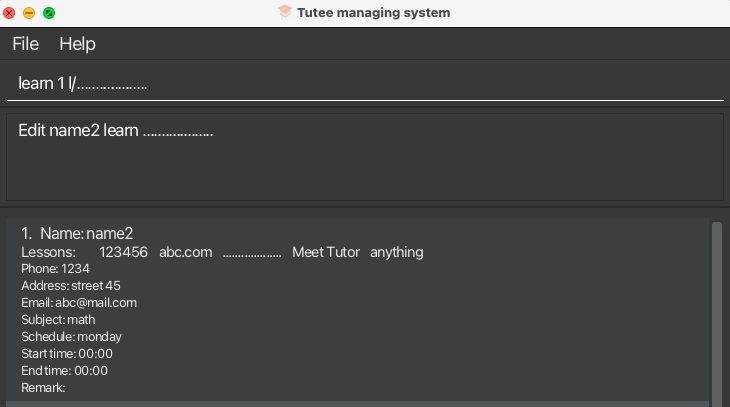 Tutee managing system
File Help
learn 1 l/...................
Edit name2 learn ...................
1. Name: name2
Lessons: 123456 abc.com ................... Meet Tutor anything
Phone: 1234
Address: street 45
Email: abc@mail.com
Subject: math
Schedule: monday
Start time: 00:00
End time: 00:00
Remark: